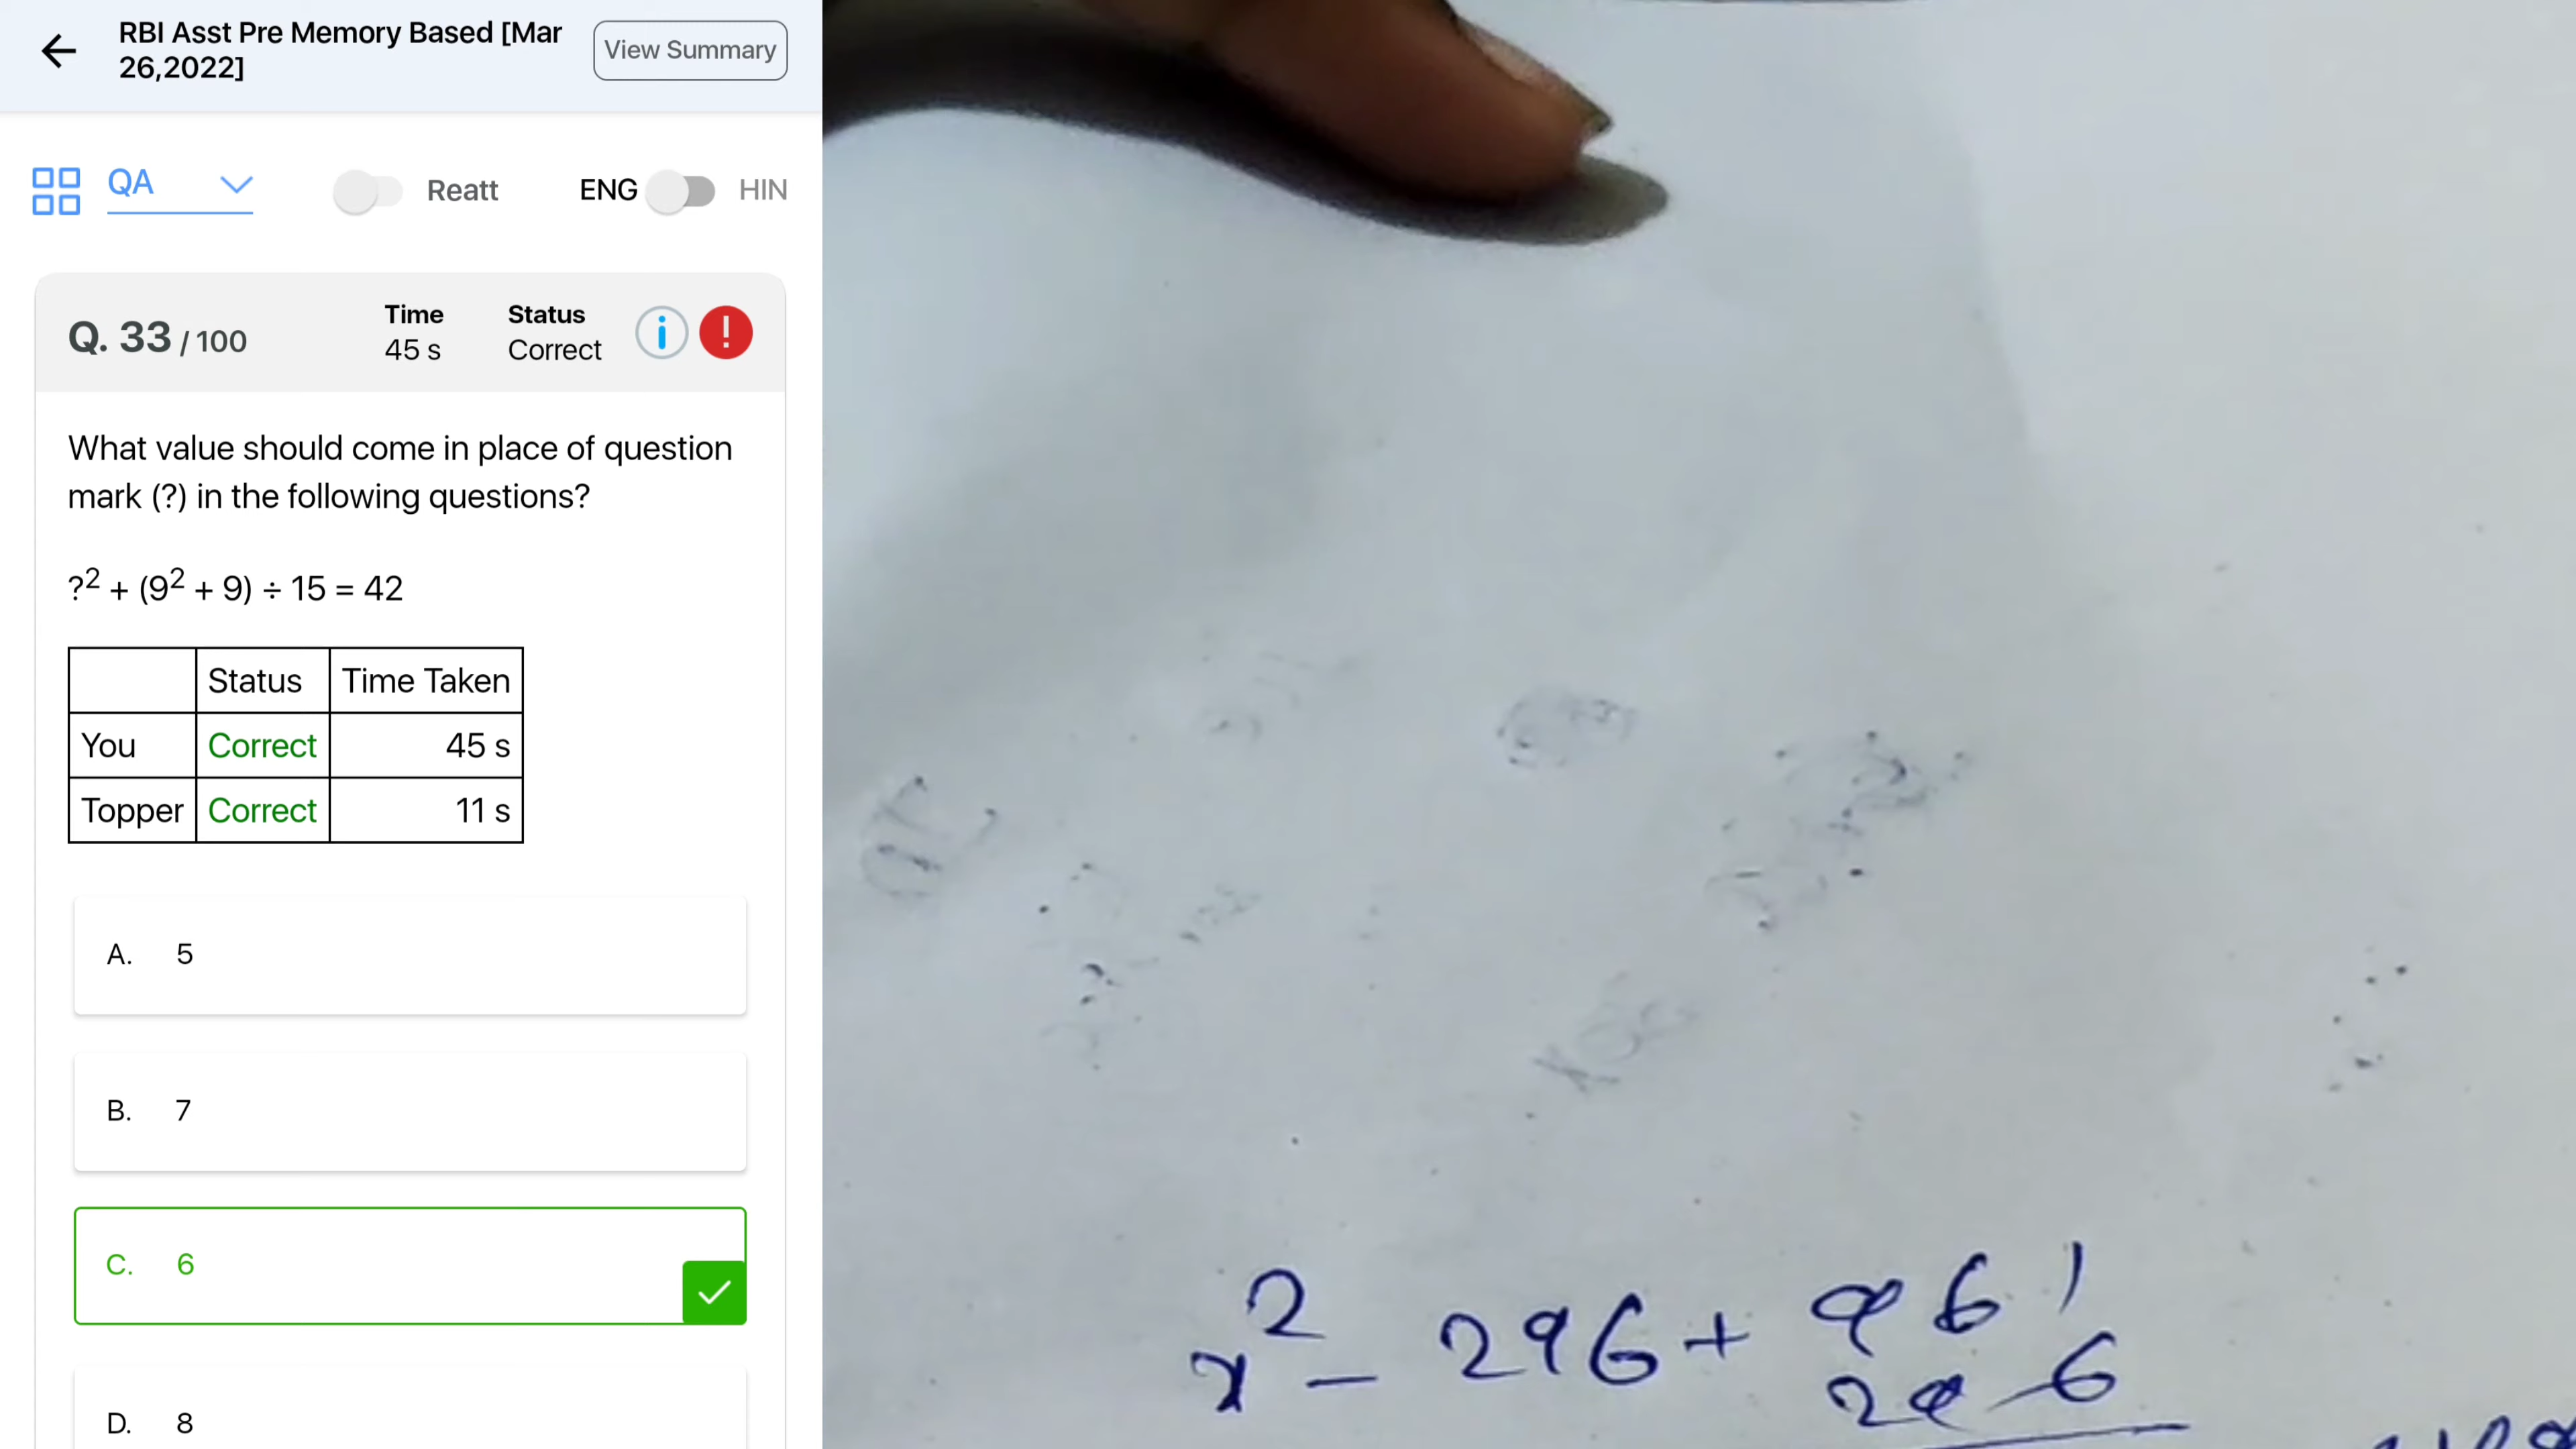 RBI Asst Pre Memory Based [Mar 26,2022]
View Summary
QA
Reatt
ENG HIN
Q. 33 / 100
Time
45 s
Status
Correct
What value should come in place of question
mark (?) in the following questions?
?² + (9² + 9) ÷ 15 = 42
Status Time Taken
You Correct 45 s
Topper Correct 11 s
A. 5
B. 7
C. 6
D. 8
x² - 296 + 961